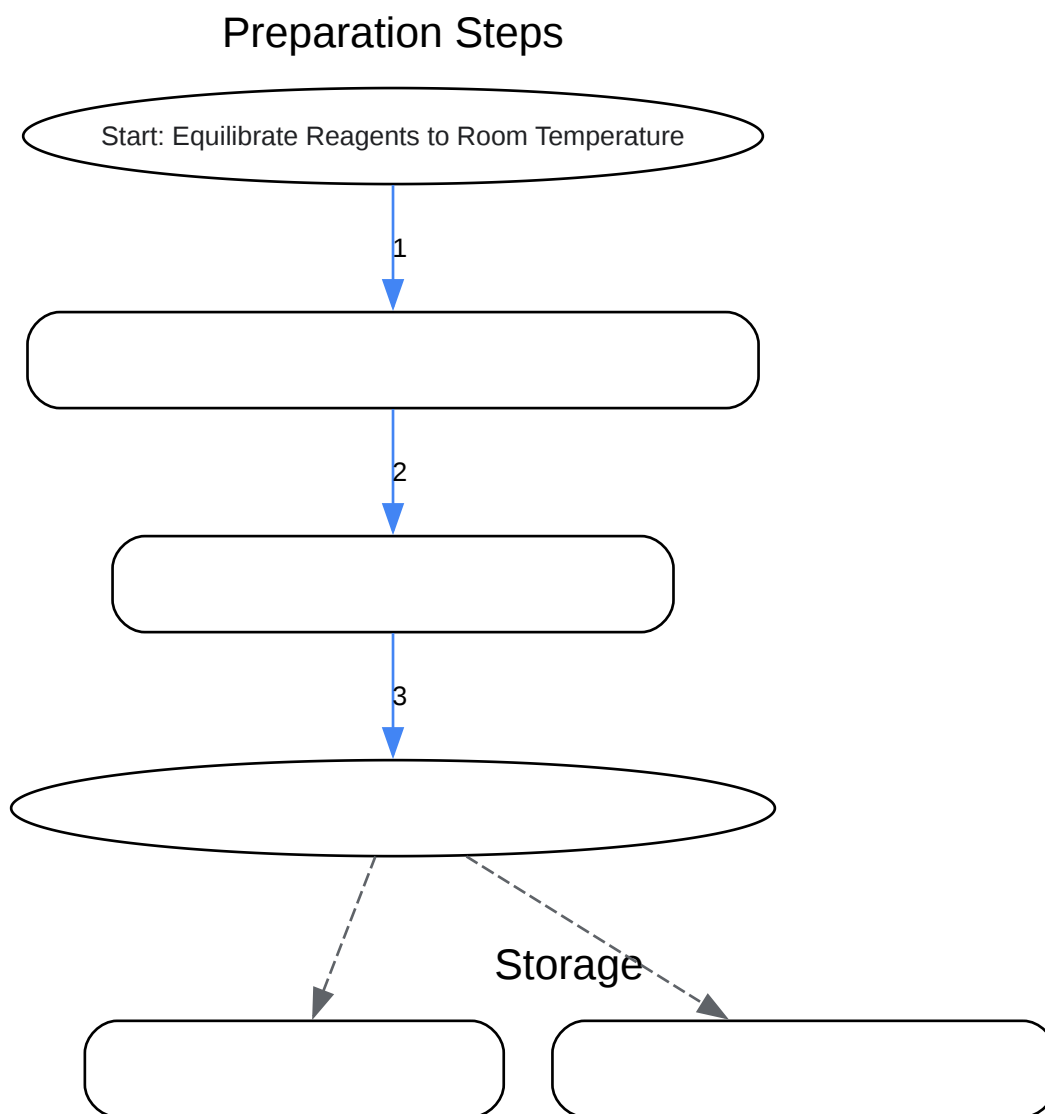 Preparation Steps
Start: Equilibrate Reagents to Room Temperature
1
2
3
Storage